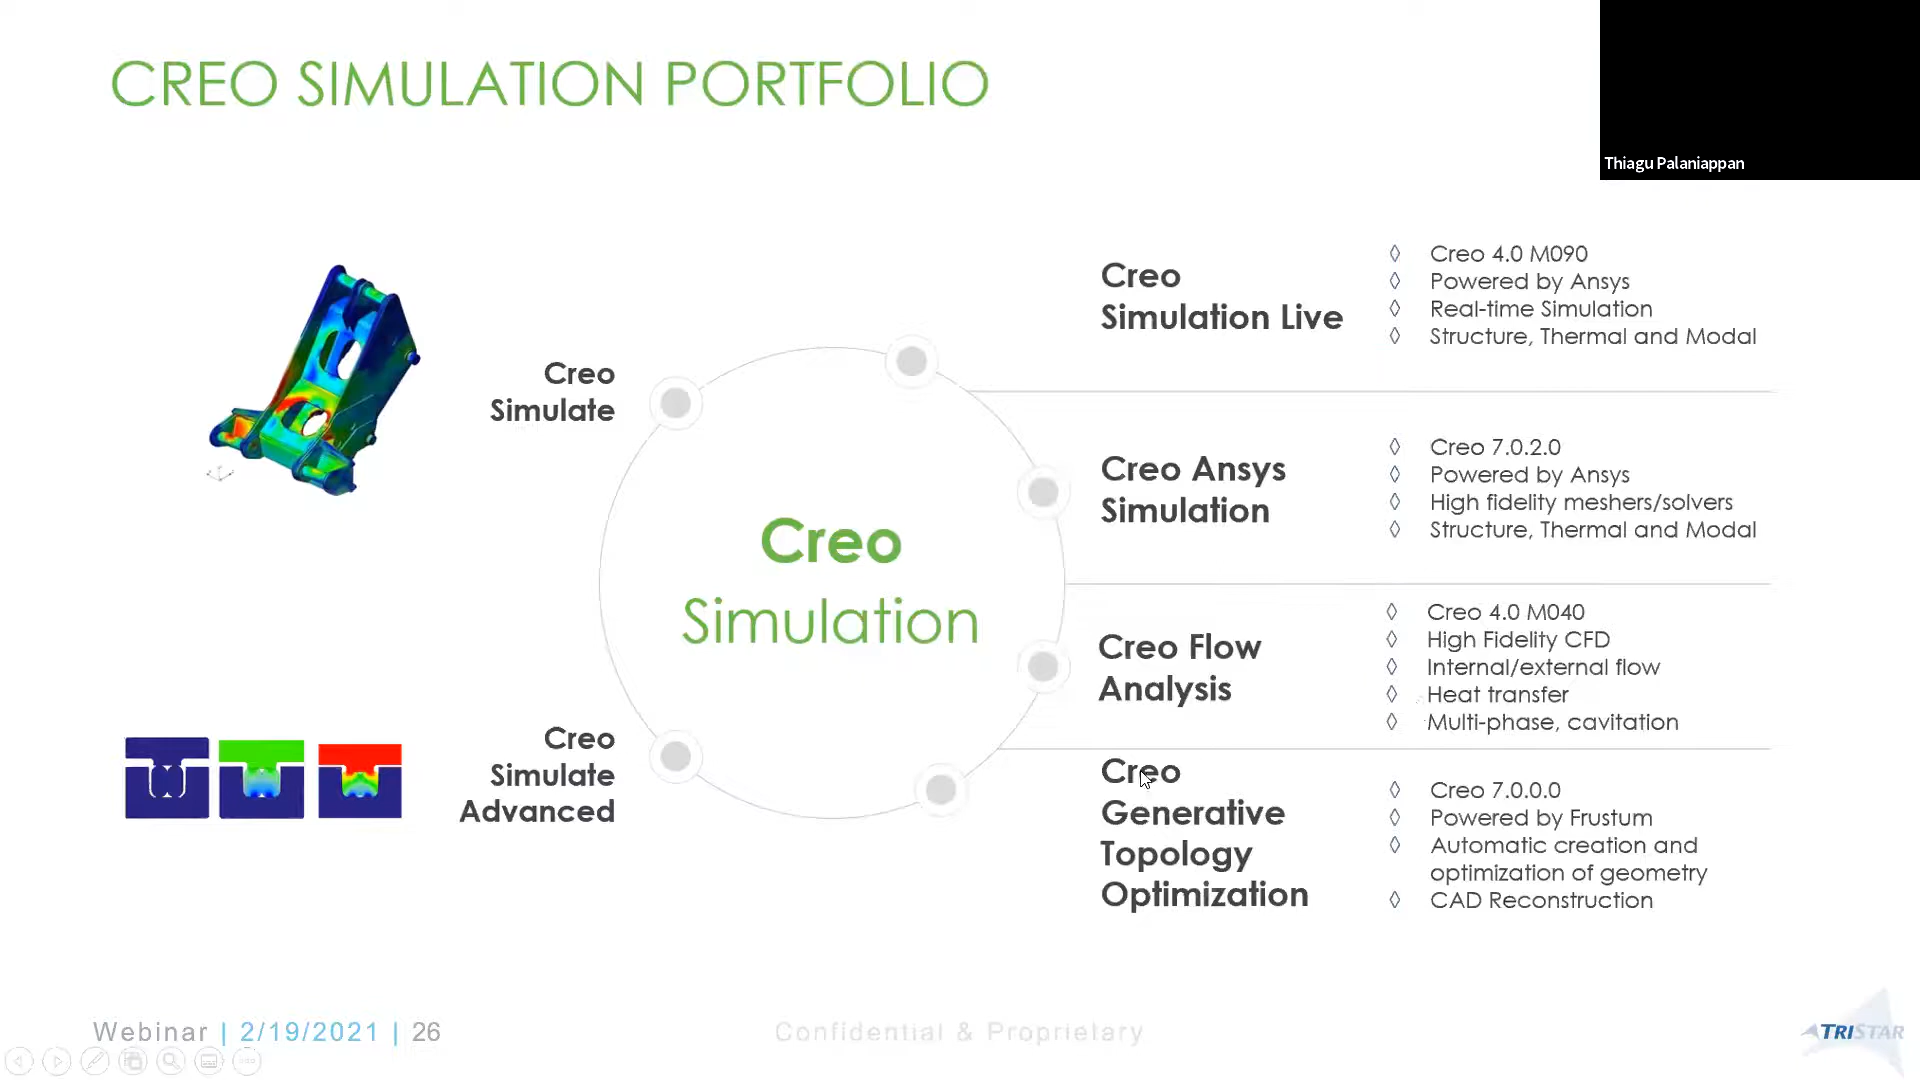 CREO SIMULATION PORTFOLIO
Thiagu Palaniappan
Creo
Simulate
Creo
Simulate
Advanced
Creo
Simulation
Creo
Simulation Live
Creo 4.0 M090
Powered by Ansys
Real-time Simulation
Structure, Thermal and Modal
Creo Ansys
Simulation
Creo 7.0.2.0
Powered by Ansys
High fidelity meshers/solvers
Structure, Thermal and Modal
Creo Flow
Analysis
Creo 4.0 M040
High Fidelity CFD
Internal/external flow
Heat transfer
Multi-phase, cavitation
Creo
Generative
Topology
Optimization
Creo 7.0.0.0
Powered by Frustum
Automatic creation and
optimization of geometry
CAD Reconstruction
Webinar | 2/19/2021 | 26
Confidential & Proprietary
TRISTAR